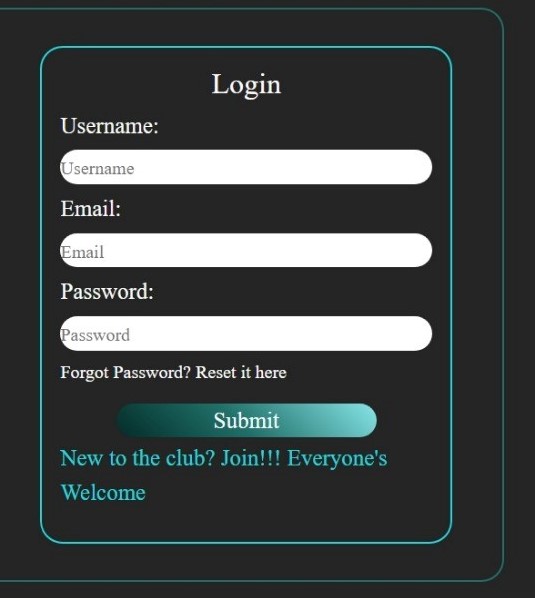 Login
Username:
Username
Email:
Email
Password:
Password
Forgot Password? Reset it here
Submit
New to the club? Join!!! Everyone's
Welcome